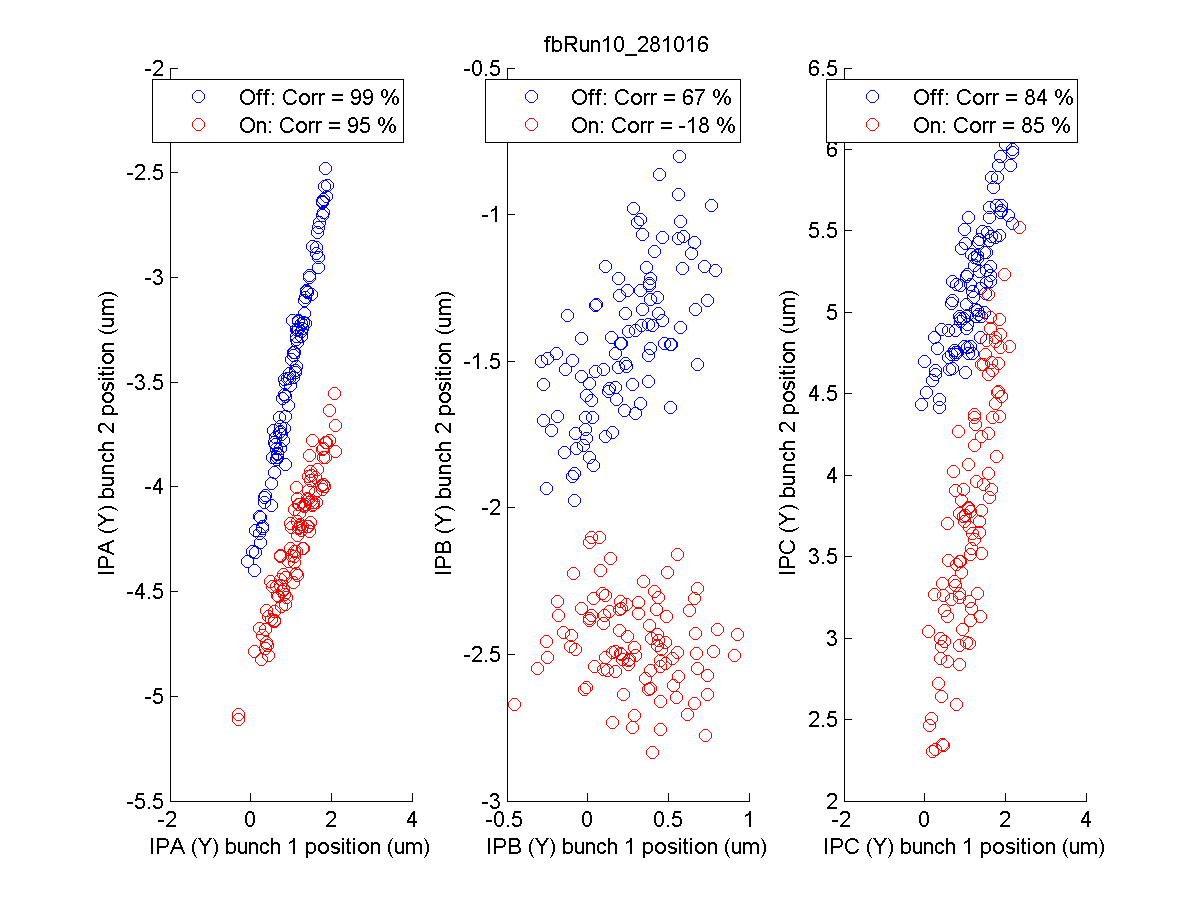 fbRun10_281016
Off: Corr = 99 %
On: Corr = 95 %
-2
-2.5
-3
-3.5
-4
-4.5
-5
-5.5
-2
0
2
4
IPA (Y) bunch 2 position (um)
IPA (Y) bunch 1 position (um)
Off: Corr = 67 %
On: Corr = -18 %
-0.5
-1
-1.5
-2
-2.5
-3
-0.5
0
0.5
1
IPB (Y) bunch 2 position (um)
IPB (Y) bunch 1 position (um)
Off: Corr = 84 %
On: Corr = 85 %
6.5
6
5.5
5
4.5
4
3.5
3
2.5
2
-2
0
2
4
IPC (Y) bunch 2 position (um)
IPC (Y) bunch 1 position (um)